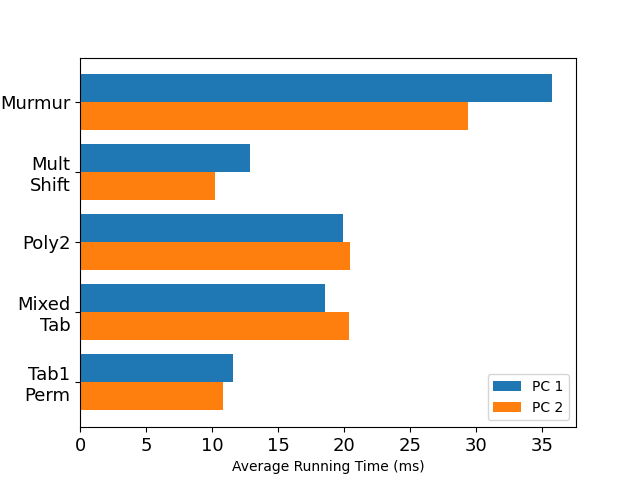 Murmur
Mult
Shift
Poly2
Mixed
Tab
Tab1
Perm
PC 1
PC 2
0 5 10 15 20 25 30 35
Average Running Time (ms)